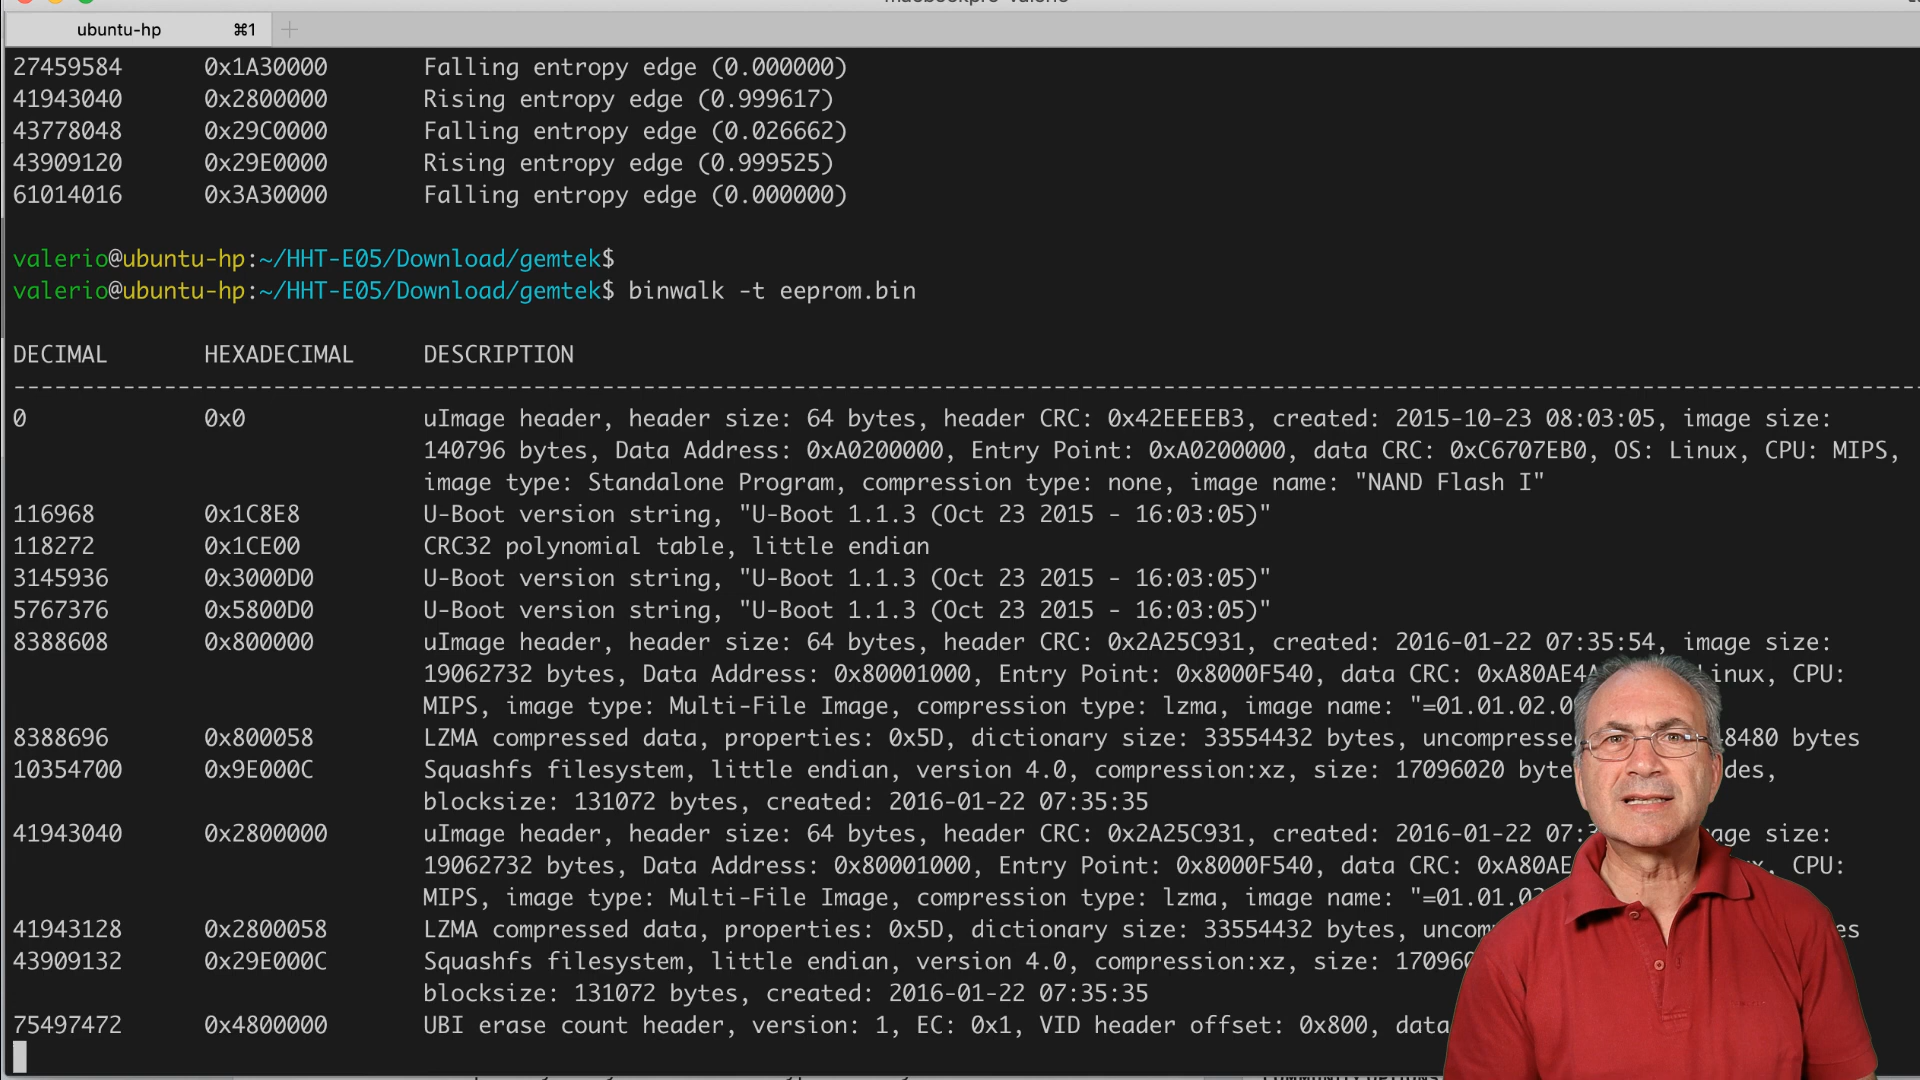 ubuntu-hp ⌘1
27459584 0x1A30000 Falling entropy edge (0.000000)
41943040 0x2800000 Rising entropy edge (0.999617)
43778048 0x29C0000 Falling entropy edge (0.026662)
43909120 0x29E0000 Rising entropy edge (0.999525)
61014016 0x3A30000 Falling entropy edge (0.000000)
valerio@ubuntu-hp:~/HHT-E05/Download/gemtek$
valerio@ubuntu-hp:~/HHT-E05/Download/gemtek$ binwalk -t eeprom.bin
DECIMAL HEXADECIMAL DESCRIPTION
--------------------------------------------------------------------------------
0 0x0 uImage header, header size: 64 bytes, header CRC: 0x42EEEEB3, created: 2015-10-23 08:03:05, image size:
140796 bytes, Data Address: 0xA0200000, Entry Point: 0xA0200000, data CRC: 0xC6707EB0, OS: Linux, CPU: MIPS,
image type: Standalone Program, compression type: none, image name: "NAND Flash I"
116968 0x1C8E8 U-Boot version string, "U-Boot 1.1.3 (Oct 23 2015 - 16:03:05)"
118272 0x1CE00 CRC32 polynomial table, little endian
3145936 0x3000D0 U-Boot version string, "U-Boot 1.1.3 (Oct 23 2015 - 16:03:05)"
5767376 0x5800D0 U-Boot version string, "U-Boot 1.1.3 (Oct 23 2015 - 16:03:05)"
8388608 0x800000 uImage header, header size: 64 bytes, header CRC: 0x2A25C931, created: 2016-01-22 07:35:54, image size:
19062732 bytes, Data Address: 0x80001000, Entry Point: 0x8000F540, data CRC: CPU:
MIPS, image type: Multi-File Image, compression type: lzma, image name:
8388696 0x800058 LZMA compressed data, properties: 0x5D, dictionary size: 33554432 bytes, bytes
10354700 0x9E000C Squashfs filesystem, little endian, version 4.0, compression:xz, size: 17096020
blocksize: 131072 bytes, created: 2016-01-22 07:35:35
41943040 0x2800000 uImage header, header size: 64 bytes, header CRC: 0x2A25C931, created: 2016-01-22 size:
19062732 bytes, Data Address: 0x80001000, Entry Point: 0x8000F540, data CRC: CPU:
MIPS, image type: Multi-File Image, compression type: lzma, image name:
41943128 0x2800058 LZMA compressed data, properties: 0x5D, dictionary size: 33554432 bytes,
43909132 0x29E000C Squashfs filesystem, little endian, version 4.0, compression:xz, size:
blocksize: 131072 bytes, created: 2016-01-22 07:35:35
75497472 0x4800000 UBI erase count header, version: 1, EC: 0x1, VID header offset: 0x800, data